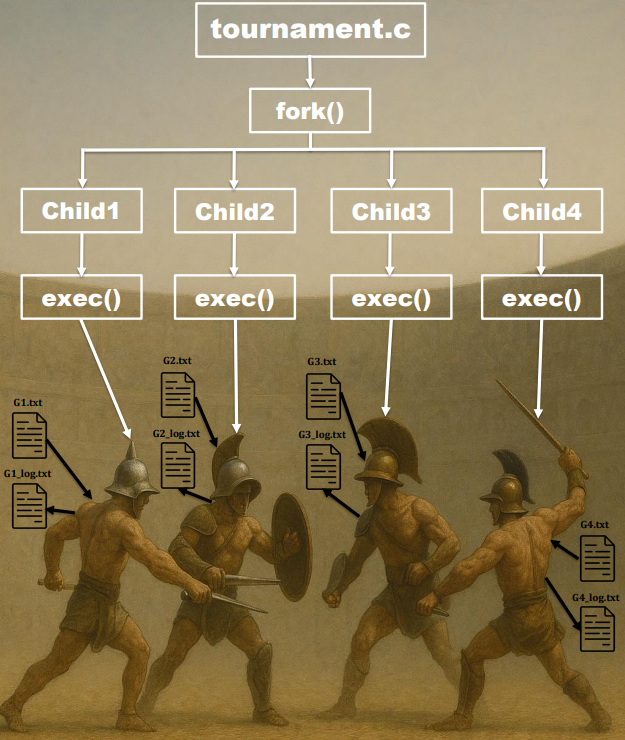 tournament.c
fork()
Child1
Child2
Child3
Child4
exec()
exec()
exec()
exec()
G2.txt
G3.txt
G1.txt
G2_log.txt
G3_log.txt
G1_log.txt
G4.txt
G4_log.txt